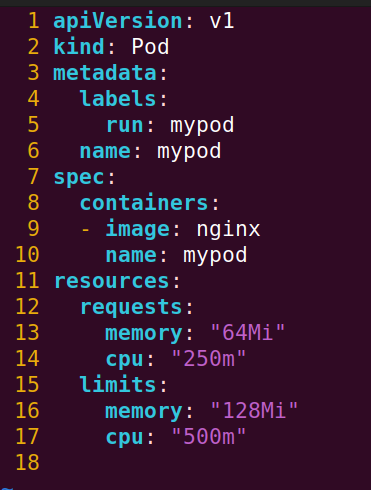 1 apiVersion: v1
2 kind: Pod
3 metadata:
4   labels:
5     run: mypod
6   name: mypod
7 spec:
8   containers:
9   - image: nginx
10     name: mypod
11 resources:
12   requests:
13     memory: "64Mi"
14     cpu: "250m"
15   limits:
16     memory: "128Mi"
17     cpu: "500m"
18
~